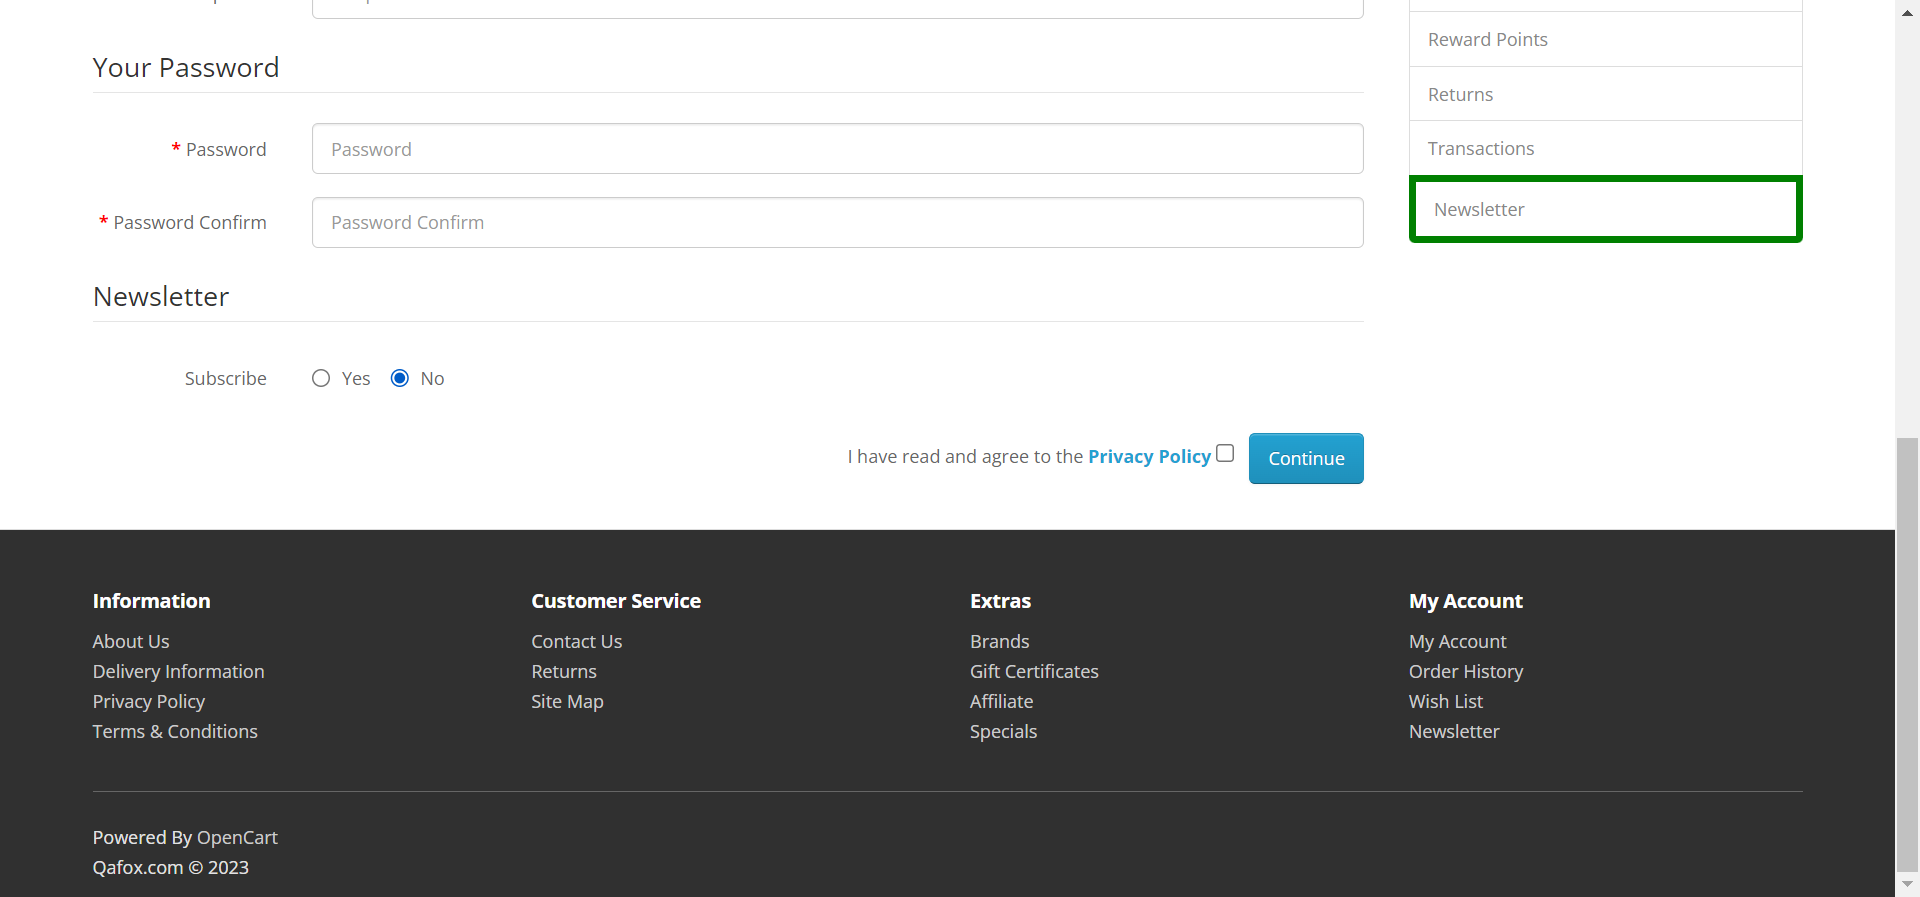 Your Password
* Password
Password
* Password Confirm
Password Confirm
Newsletter
Subscribe
Yes
No
I have read and agree to the Privacy Policy
Continue
Reward Points
Returns
Transactions
Newsletter
Information
About Us
Delivery Information
Privacy Policy
Terms & Conditions
Customer Service
Contact Us
Returns
Site Map
Extras
Brands
Gift Certificates
Affiliate
Specials
My Account
My Account
Order History
Wish List
Newsletter
Powered By OpenCart
Qafox.com © 2023